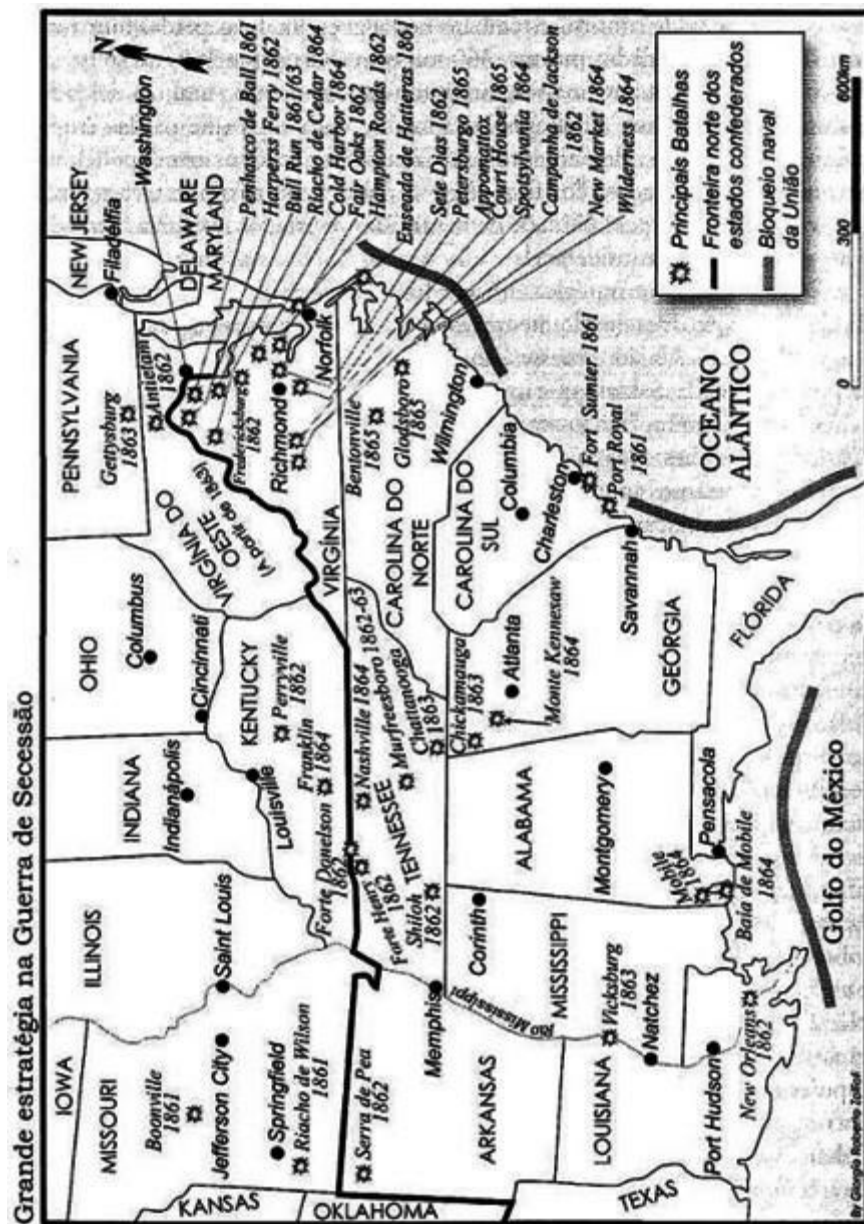 Grande estratégia na Guerra de Secessão
IOWA
MISSOURI
Boonville
1861
Jefferson City
Springfield
Riacho de Wilson
1861
KANSAS
OKLAHOMA
Serra de Pea
1862
ARKANSAS
TEXAS
LOUISIANA
Port Hudson
New Orleans
1862
ILLINOIS
Saint Louis
Memphis
Rio Mississippi
MISSISSIPPI
Corinth
Vicksburg
1863
Natchez
INDIANA
Indianápolis
Louisville
KENTUCKY
Perryville
1862
Franklin
1864
Forte Donelson
1862
Forte Henry
1862
Shiloh
1862
TENNESSEE
Nashville 1864
Murfreesboro 1862-63
Chattanooga
1863
Chickamauga
1863
ALABAMA
Montgomery
Mobile
1864
Pensacola
Baía de Mobile
1864
Golfo do México
OHIO
Columbus
Cincinnati
VIRGÍNIA DO
OESTE
(A partir de 1863)
VIRGÍNIA
CAROLINA DO
NORTE
CAROLINA DO
SUL
Columbia
Charleston
Atlanta
Monte Kennesaw
1864
GEÓRGIA
Savannah
FLÓRIDA
PENNSYLVANIA
Gettysburg
1863
Antietam
1862
Fredericksburg
1862
Richmond
Norfolk
Bentonville
1865
Glodsboro
1865
Wilmington
Fort Sumter 1861
Port Royal
1861
OCEANO
ALÂNTICO
NEW JERSEY
Filadélfia
DELAWARE
MARYLAND
Washington
N
Penhasco de Ball 1861
Harperss Ferry 1862
Bull Run 1861/63
Riacho de Cedar 1864
Cold Harbor 1864
Fair Oaks 1862
Hampton Roads 1862
Enseada de Hatteras 1861
Sete Dias 1862
Petersburgo 1865
Appomattox
Court House 1865
Spotsylvania 1864
Campanha de Jackson
1862
New Market 1864
Wilderness 1864
Principais Batalhas
Fronteira norte dos
estados confederados
Bloqueio naval
da União
0
300
600km